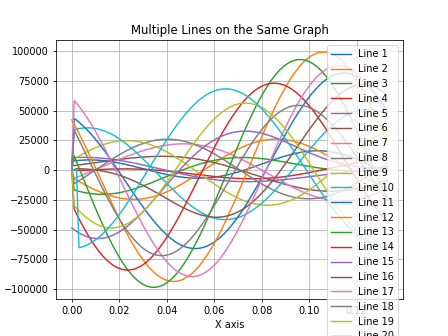 Multiple Lines on the Same Graph
100000
75000
50000
25000
0
−25000
−50000
−75000
−100000
0.00
0.02
0.04
0.06
0.08
0.10
X axis
Line 1
Line 2
Line 3
Line 4
Line 5
Line 6
Line 7
Line 8
Line 9
Line 10
Line 11
Line 12
Line 13
Line 14
Line 15
Line 16
Line 17
Line 18
Line 19
Line 20